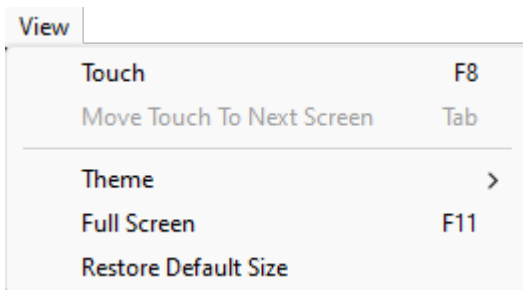 View
Touch F8
Move Touch To Next Screen Tab
Theme
Full Screen F11
Restore Default Size